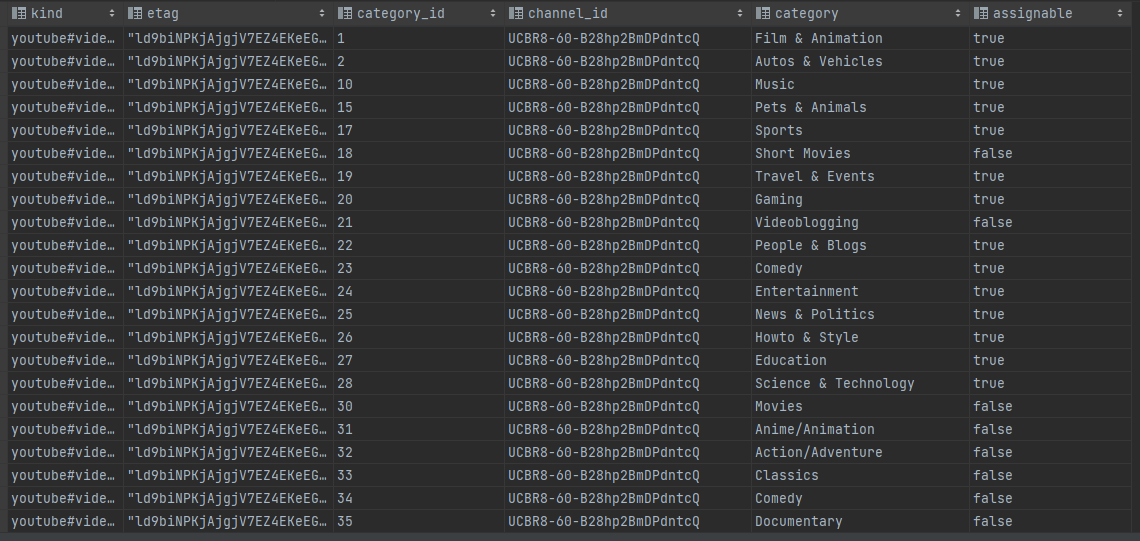 kind etag category_id channel_id category assignable
youtube#vide… "ld9biNPKjAjgjV7EZ4EKeEG… 1 UCBR8-60-B28hp2BmDPdntcQ Film & Animation true
youtube#vide… "ld9biNPKjAjgjV7EZ4EKeEG… 2 UCBR8-60-B28hp2BmDPdntcQ Autos & Vehicles true
youtube#vide… "ld9biNPKjAjgjV7EZ4EKeEG… 10 UCBR8-60-B28hp2BmDPdntcQ Music true
youtube#vide… "ld9biNPKjAjgjV7EZ4EKeEG… 15 UCBR8-60-B28hp2BmDPdntcQ Pets & Animals true
youtube#vide… "ld9biNPKjAjgjV7EZ4EKeEG… 17 UCBR8-60-B28hp2BmDPdntcQ Sports true
youtube#vide… "ld9biNPKjAjgjV7EZ4EKeEG… 18 UCBR8-60-B28hp2BmDPdntcQ Short Movies false
youtube#vide… "ld9biNPKjAjgjV7EZ4EKeEG… 19 UCBR8-60-B28hp2BmDPdntcQ Travel & Events true
youtube#vide… "ld9biNPKjAjgjV7EZ4EKeEG… 20 UCBR8-60-B28hp2BmDPdntcQ Gaming true
youtube#vide… "ld9biNPKjAjgjV7EZ4EKeEG… 21 UCBR8-60-B28hp2BmDPdntcQ Videoblogging false
youtube#vide… "ld9biNPKjAjgjV7EZ4EKeEG… 22 UCBR8-60-B28hp2BmDPdntcQ People & Blogs true
youtube#vide… "ld9biNPKjAjgjV7EZ4EKeEG… 23 UCBR8-60-B28hp2BmDPdntcQ Comedy true
youtube#vide… "ld9biNPKjAjgjV7EZ4EKeEG… 24 UCBR8-60-B28hp2BmDPdntcQ Entertainment true
youtube#vide… "ld9biNPKjAjgjV7EZ4EKeEG… 25 UCBR8-60-B28hp2BmDPdntcQ News & Politics true
youtube#vide… "ld9biNPKjAjgjV7EZ4EKeEG… 26 UCBR8-60-B28hp2BmDPdntcQ Howto & Style true
youtube#vide… "ld9biNPKjAjgjV7EZ4EKeEG… 27 UCBR8-60-B28hp2BmDPdntcQ Education true
youtube#vide… "ld9biNPKjAjgjV7EZ4EKeEG… 28 UCBR8-60-B28hp2BmDPdntcQ Science & Technology true
youtube#vide… "ld9biNPKjAjgjV7EZ4EKeEG… 30 UCBR8-60-B28hp2BmDPdntcQ Movies false
youtube#vide… "ld9biNPKjAjgjV7EZ4EKeEG… 31 UCBR8-60-B28hp2BmDPdntcQ Anime/Animation false
youtube#vide… "ld9biNPKjAjgjV7EZ4EKeEG… 32 UCBR8-60-B28hp2BmDPdntcQ Action/Adventure false
youtube#vide… "ld9biNPKjAjgjV7EZ4EKeEG… 33 UCBR8-60-B28hp2BmDPdntcQ Classics false
youtube#vide… "ld9biNPKjAjgjV7EZ4EKeEG… 34 UCBR8-60-B28hp2BmDPdntcQ Comedy false
youtube#vide… "ld9biNPKjAjgjV7EZ4EKeEG… 35 UCBR8-60-B28hp2BmDPdntcQ Documentary false